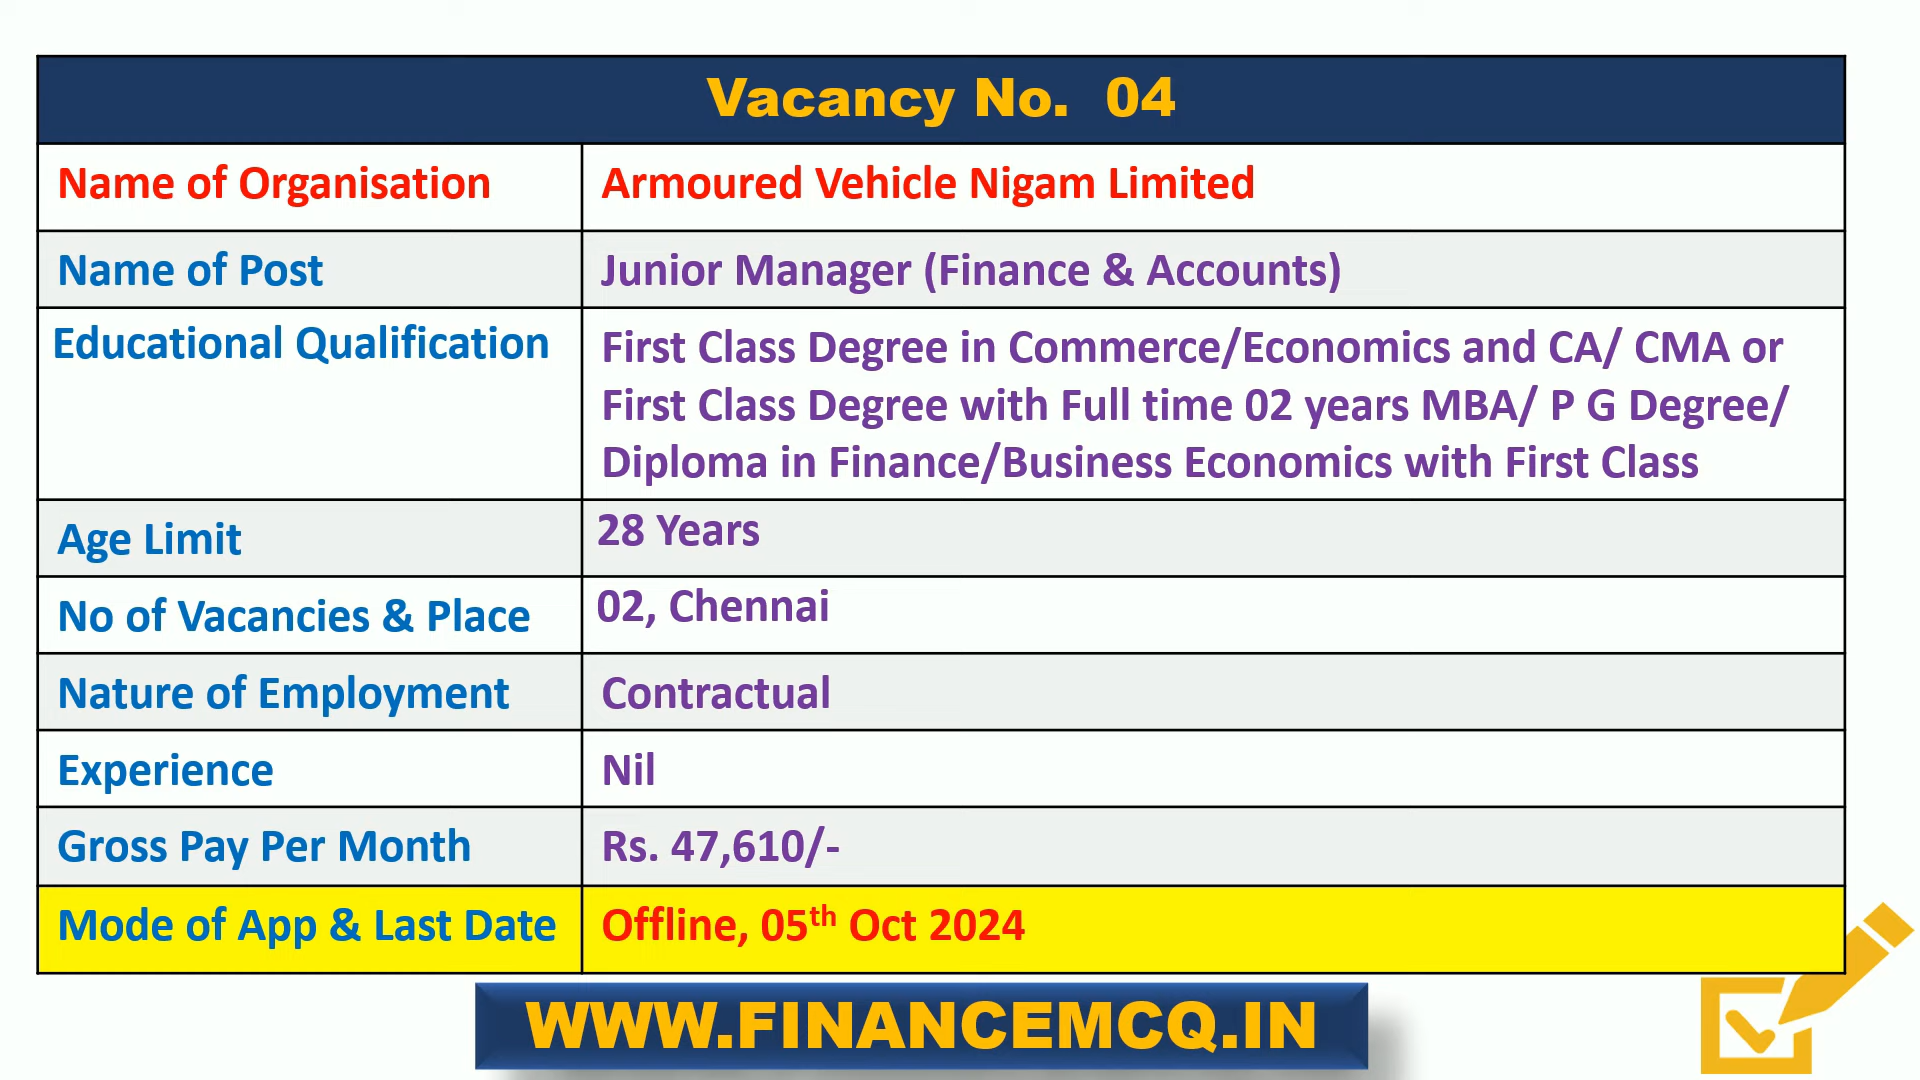 Vacancy No. 04
Name of Organisation
Armoured Vehicle Nigam Limited
Name of Post
Junior Manager (Finance & Accounts)
Educational Qualification
First Class Degree in Commerce/Economics and CA/ CMA or
First Class Degree with Full time 02 years MBA/ P G Degree/
Diploma in Finance/Business Economics with First Class
Age Limit
28 Years
No of Vacancies & Place
02, Chennai
Nature of Employment
Contractual
Experience
Nil
Gross Pay Per Month
Rs. 47,610/-
Mode of App & Last Date
Offline, 05th Oct 2024
WWW.FINANCEMCQ.IN